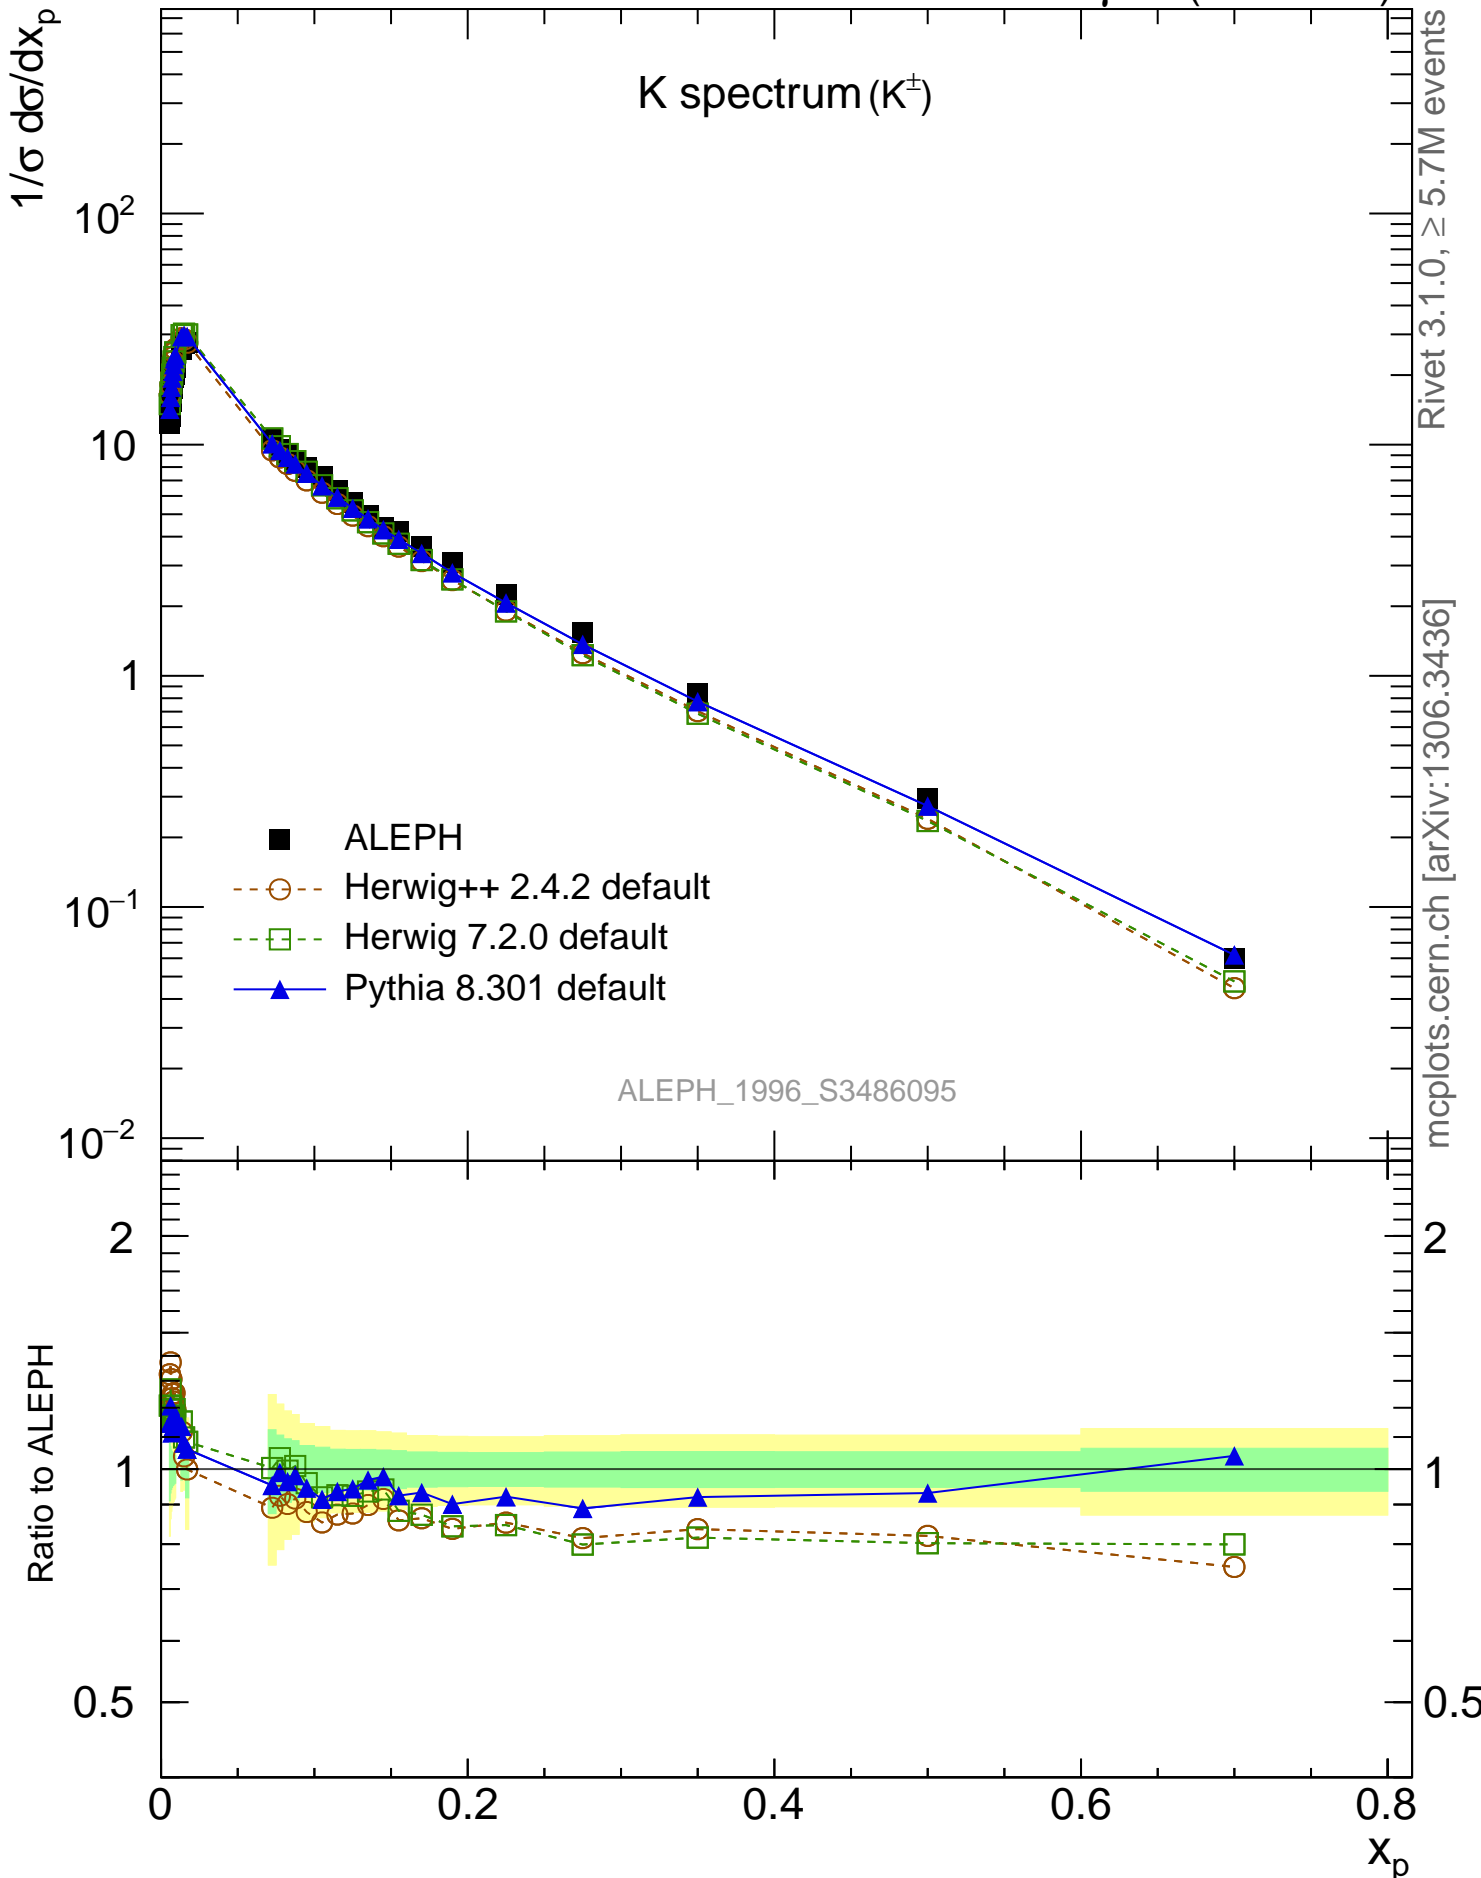 1/σ dσ/dx_p
K spectrum (K^±)
10^2
10
1
10^−1
10^−2
ALEPH
Herwig++ 2.4.2 default
Herwig 7.2.0 default
Pythia 8.301 default
ALEPH_1996_S3486095
Rivet 3.1.0, ≥ 5.7M events
mcplots.cern.ch [arXiv:1306.3436]
Ratio to ALEPH
2
1
0.5
2
1
0.5
0 0.2 0.4 0.6 0.8
x_p